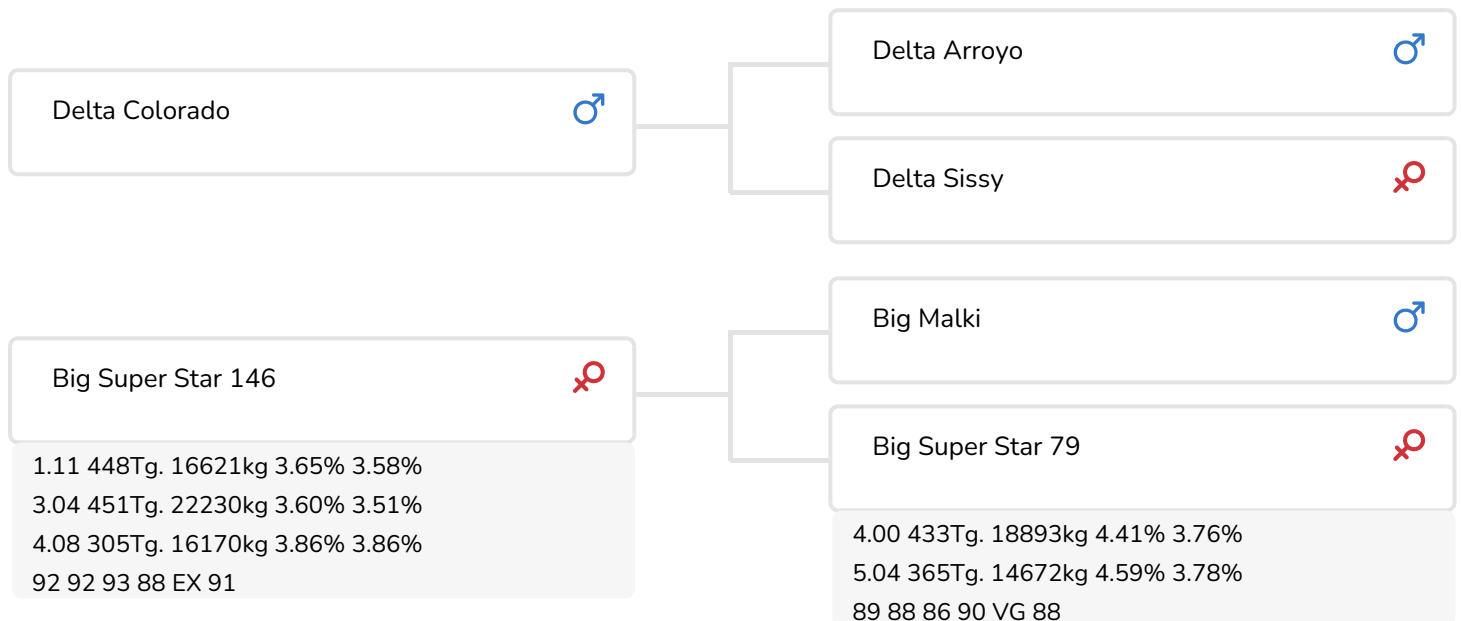 Delta Colorado
Delta Arroyo
Delta Sissy
Big Super Star 146
1.11 448Tg. 16621kg 3.65% 3.58%
3.04 451Tg. 22230kg 3.60% 3.51%
4.08 305Tg. 16170kg 3.86% 3.86%
92 92 93 88 EX 91
Big Malki
Big Super Star 79
4.00 433Tg. 18893kg 4.41% 3.76%
5.04 365Tg. 14672kg 4.59% 3.78%
89 88 86 90 VG 88